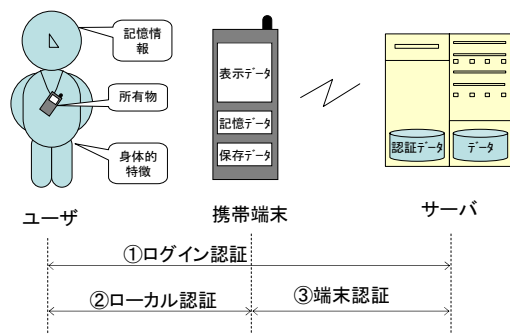 記憶情
報
所有物
身体的
特徴
表示ﾃﾞｰﾀ
記憶ﾃﾞｰﾀ
保存ﾃﾞｰﾀ
認証ﾃﾞｰﾀ
ﾃﾞｰﾀ
ユーザ
携帯端末
サーバ
①ログイン認証
②ローカル認証
③端末認証